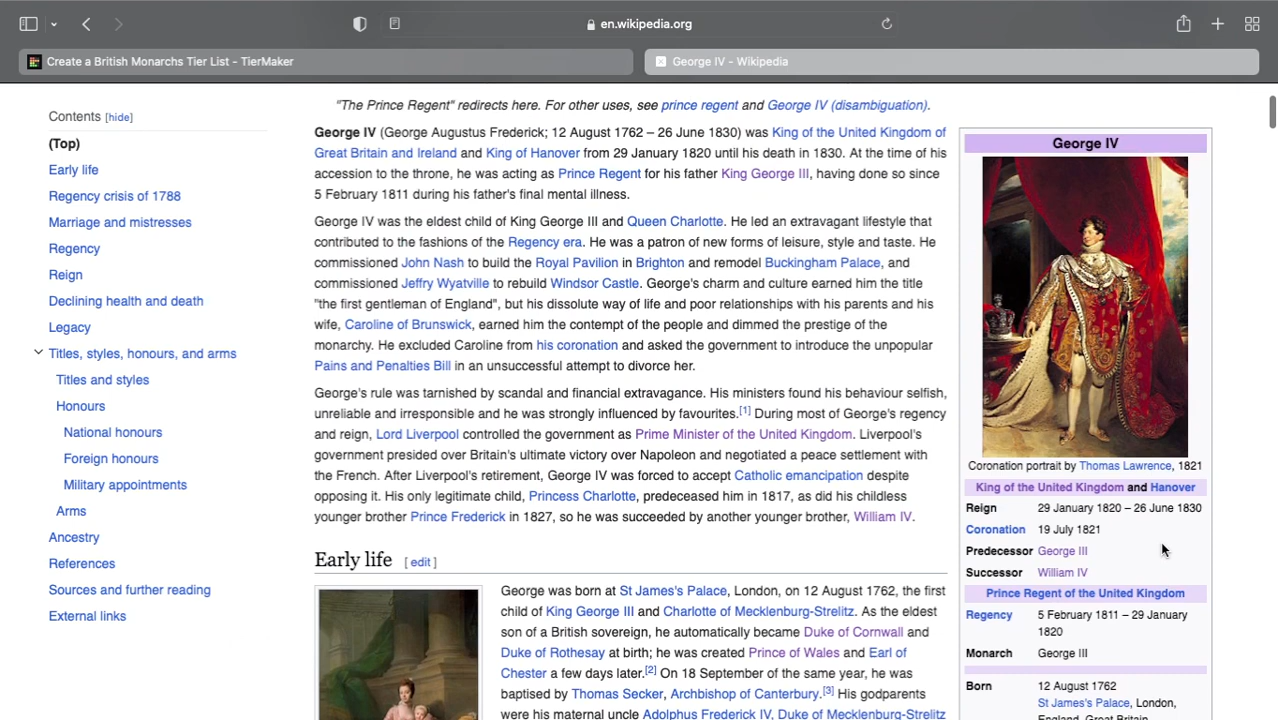 en.wikipedia.org
Create a British Monarchs Tier List - TierMaker
George IV - Wikipedia
Contents [hide]
(Top)
Early life
Regency crisis of 1788
Marriage and mistresses
Regency
Reign
Declining health and death
Legacy
Titles, styles, honours, and arms
Titles and styles
Honours
National honours
Foreign honours
Military appointments
Arms
Ancestry
References
Sources and further reading
External links
"The Prince Regent" redirects here. For other uses, see prince regent and George IV (disambiguation).
George IV (George Augustus Frederick; 12 August 1762 – 26 June 1830) was King of the United Kingdom of
Great Britain and Ireland and King of Hanover from 29 January 1820 until his death in 1830. At the time of his
accession to the throne, he was acting as Prince Regent for his father King George III, having done so since
5 February 1811 during his father's final mental illness.
George IV was the eldest child of King George III and Queen Charlotte. He led an extravagant lifestyle that
contributed to the fashions of the Regency era. He was a patron of new forms of leisure, style and taste. He
commissioned John Nash to build the Royal Pavilion in Brighton and remodel Buckingham Palace, and
commissioned Jeffry Wyatville to rebuild Windsor Castle. George's charm and culture earned him the title
"the first gentleman of England", but his dissolute way of life and poor relationships with his parents and his
wife, Caroline of Brunswick, earned him the contempt of the people and dimmed the prestige of the
monarchy. He excluded Caroline from his coronation and asked the government to introduce the unpopular
Pains and Penalties Bill in an unsuccessful attempt to divorce her.
George's rule was tarnished by scandal and financial extravagance. His ministers found his behaviour selfish,
unreliable and irresponsible and he was strongly influenced by favourites.[1] During most of George's regency
and reign, Lord Liverpool controlled the government as Prime Minister of the United Kingdom. Liverpool's
government presided over Britain's ultimate victory over Napoleon and negotiated a peace settlement with
the French. After Liverpool's retirement, George IV was forced to accept Catholic emancipation despite
opposing it. His only legitimate child, Princess Charlotte, predeceased him in 1817, as did his childless
younger brother Prince Frederick in 1827, so he was succeeded by another younger brother, William IV.
Early life [ edit ]
George was born at St James's Palace, London, on 12 August 1762, the first
child of King George III and Charlotte of Mecklenburg-Strelitz. As the eldest
son of a British sovereign, he automatically became Duke of Cornwall and
Duke of Rothesay at birth; he was created Prince of Wales and Earl of
Chester a few days later.[2] On 18 September of the same year, he was
baptised by Thomas Secker, Archbishop of Canterbury.[3] His godparents
were his maternal uncle Adolphus Frederick IV, Duke of Mecklenburg-Strelitz
George IV
Coronation portrait by Thomas Lawrence, 1821
King of the United Kingdom and Hanover
Reign 29 January 1820 – 26 June 1830
Coronation 19 July 1821
Predecessor George III
Successor William IV
Prince Regent of the United Kingdom
Regency 5 February 1811 – 29 January
1820
Monarch George III
Born 12 August 1762
St James's Palace, London,
England, Great Britain